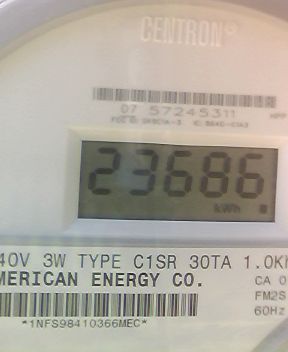 CENTRON®
07 57245311
23686
kWh
40V 3W TYPE C1SR 30TA 1.0K
MERICAN ENERGY CO.
CA 0
FM2S
60Hz
*1NFS98410366MEC*